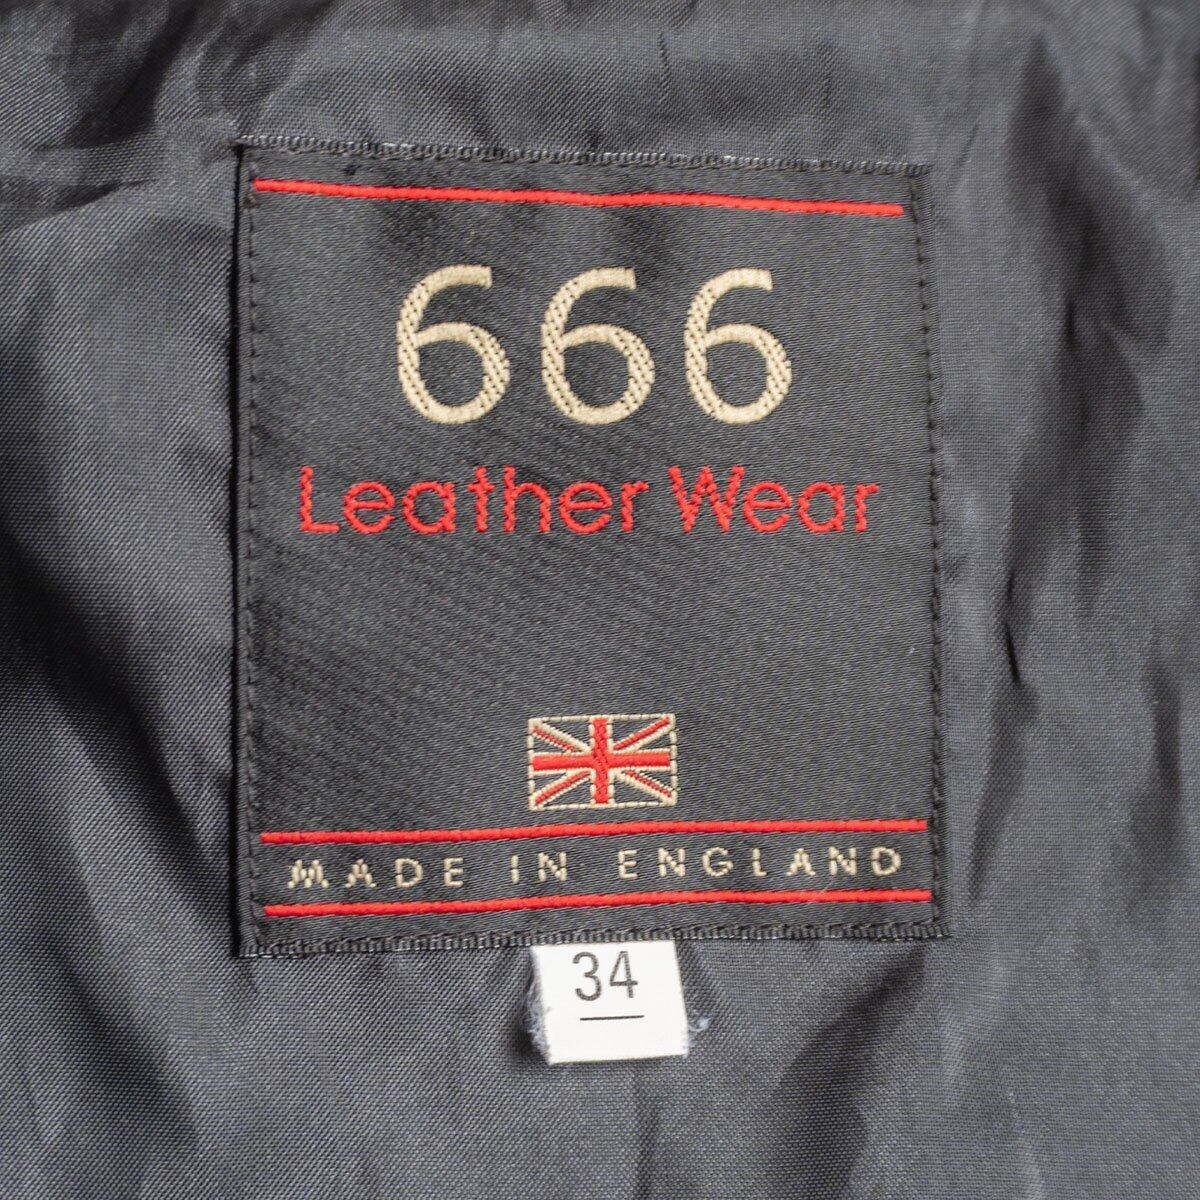 666
Leather Wear
MADE IN ENGLAND
34